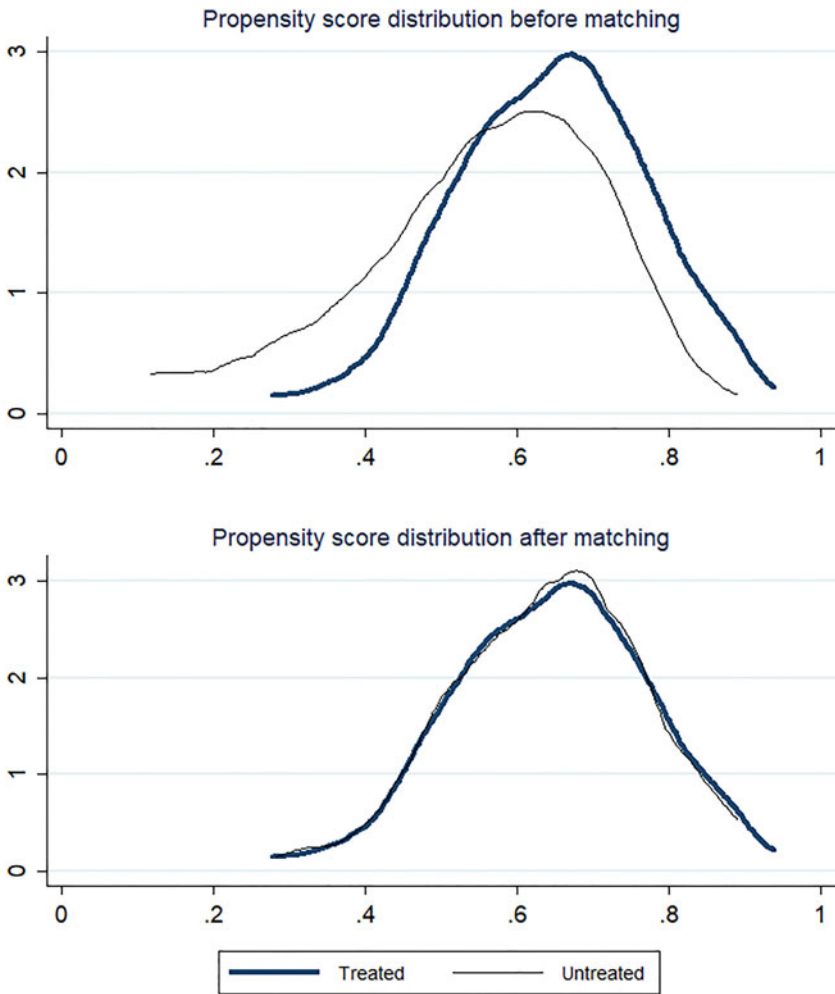 Propensity score distribution before matching
3
2
1
0
0 .2 .4 .6 .8 1
Propensity score distribution after matching
3
2
1
0
0 .2 .4 .6 .8 1
Treated Untreated